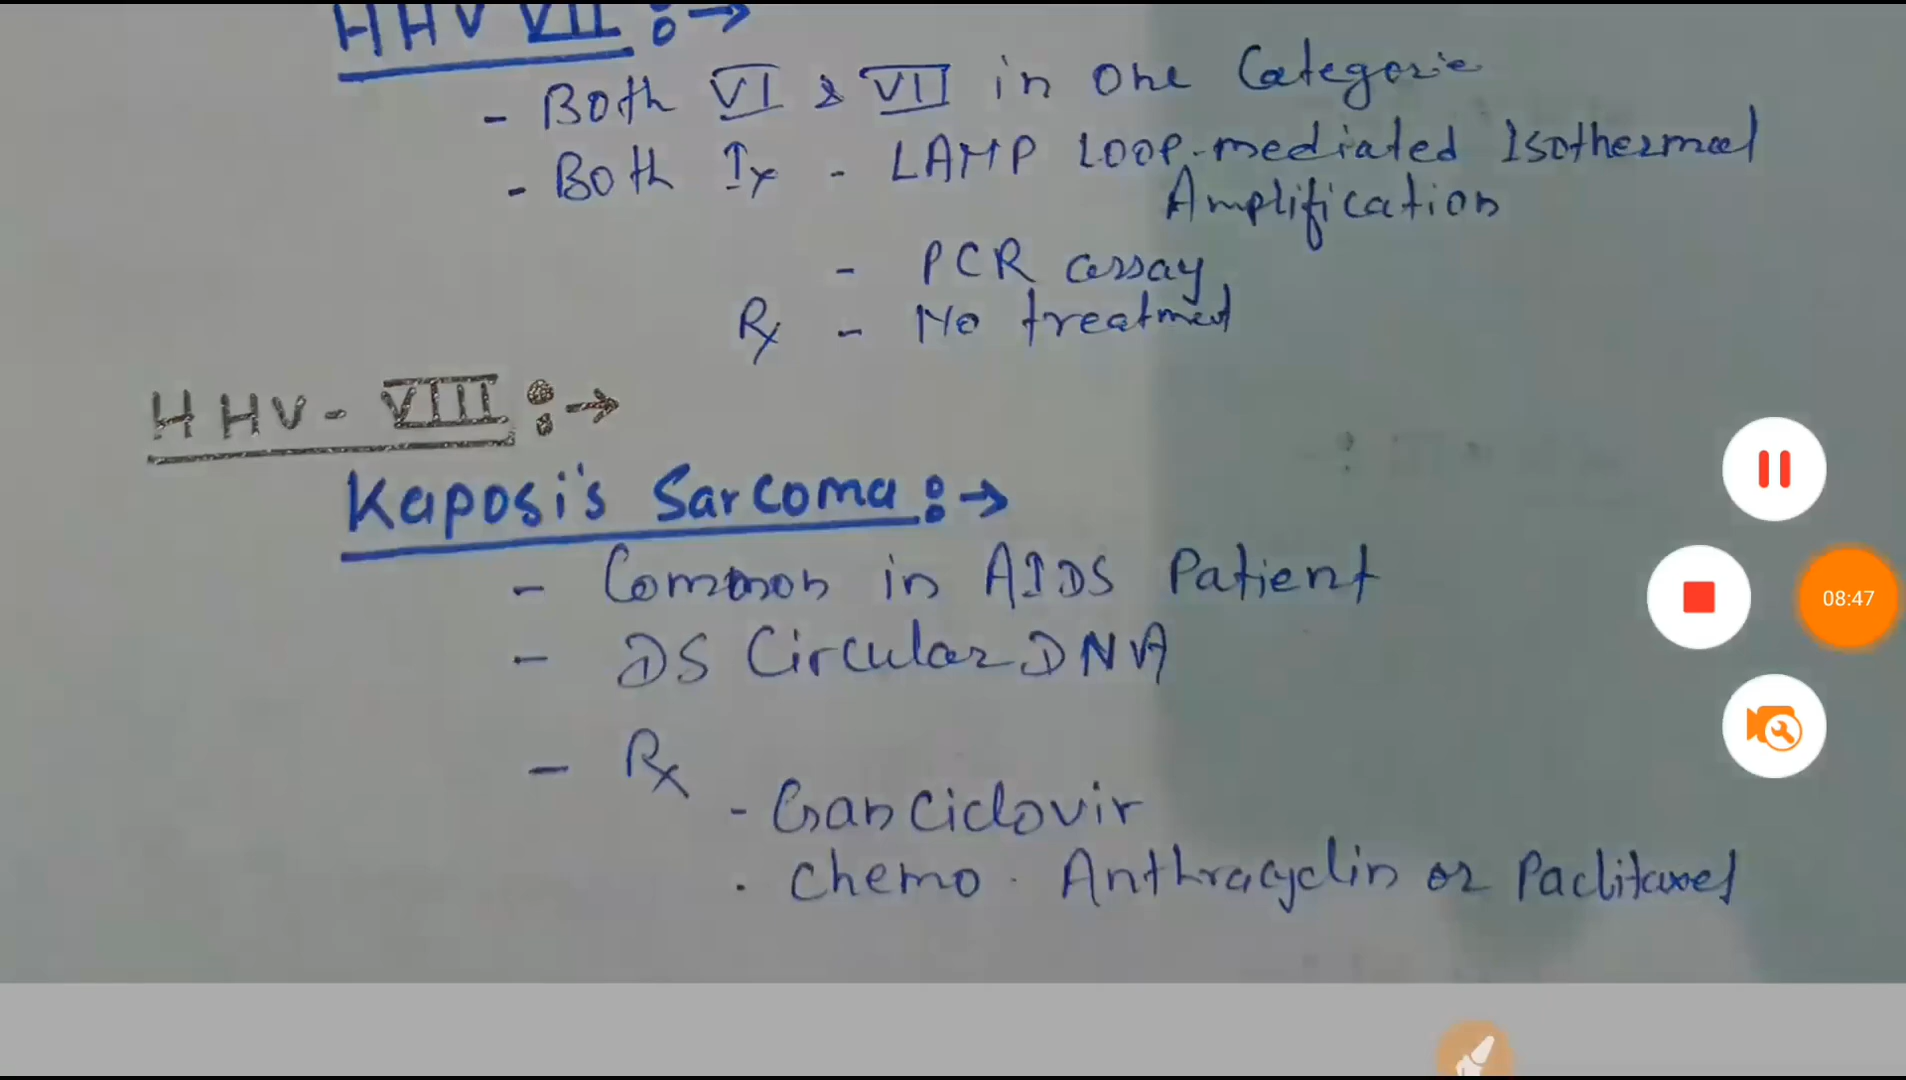 HHV VII :→
- Both VI & VII in one Categorie
- Both Ix - LAMP LOOP-mediated Isothermal
Amplification
- PCR assay
Rx - No treatment
HHV - VIII :→
Kaposi's Sarcoma :→
- Common in AIDS Patient
- DS Circular DNA
- Rx
- Ganciclovir
. Chemo . Anthracyclin or Paclitaxel
08:47